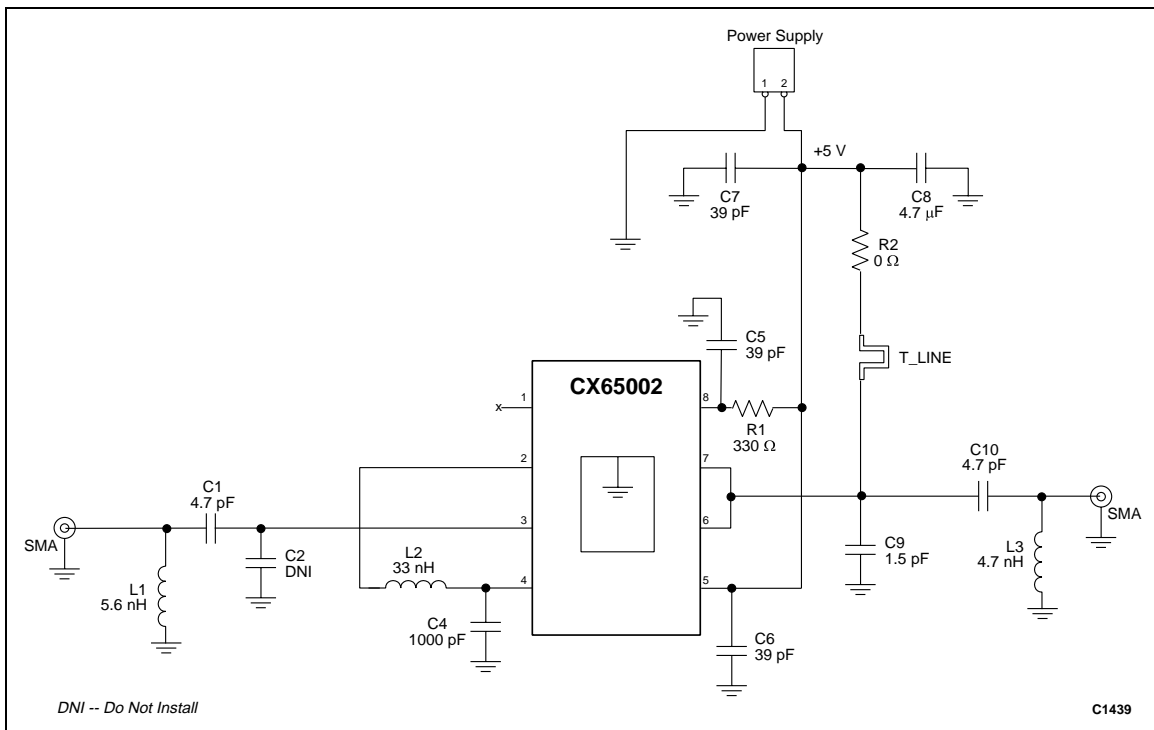 Power Supply
1 2
+5 V
C7
39 pF
C8
4.7 μF
R2
0 Ω
C5
39 pF
T_LINE
CX65002
1
x
8
R1
330 Ω
2
7
C10
4.7 pF
C1
4.7 pF
3
6
SMA
SMA
C2
DNI
L2
33 nH
C9
1.5 pF
L3
4.7 nH
L1
5.6 nH
4
5
C4
1000 pF
C6
39 pF
DNI -- Do Not Install
C1439